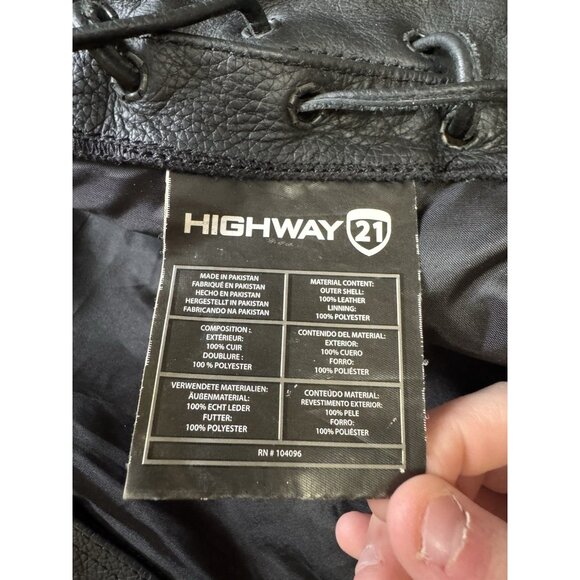 HIGHWAY 21
MADE IN PAKISTAN
FABRIQUÉ EN PAKISTAN
HECHO EN PAKISTAN
HERGESTELLT IN PAKISTAN
FABRICANDO NA PAKISTAN
MATERIAL CONTENT:
OUTER SHELL:
100% LEATHER
LINNING:
100% POLYESTER
COMPOSITION :
EXTÉRIEUR:
100% CUIR
DOUBLURE :
100 % POLYESTER
CONTENIDO DEL MATERIAL:
EXTERIOR:
100% CUERO
FORRO:
100% POLIÉSTER
VERWENDETE MATERIALIEN:
ÄUBENMATERIAL:
100% ECHT LEDER
FUTTER:
100% POLYESTER
CONTEÚDO MATERIAL:
REVESTIMENTO EXTERIOR:
100% PELE
FORRO:
100% POLIÉSTER
RN # 104096